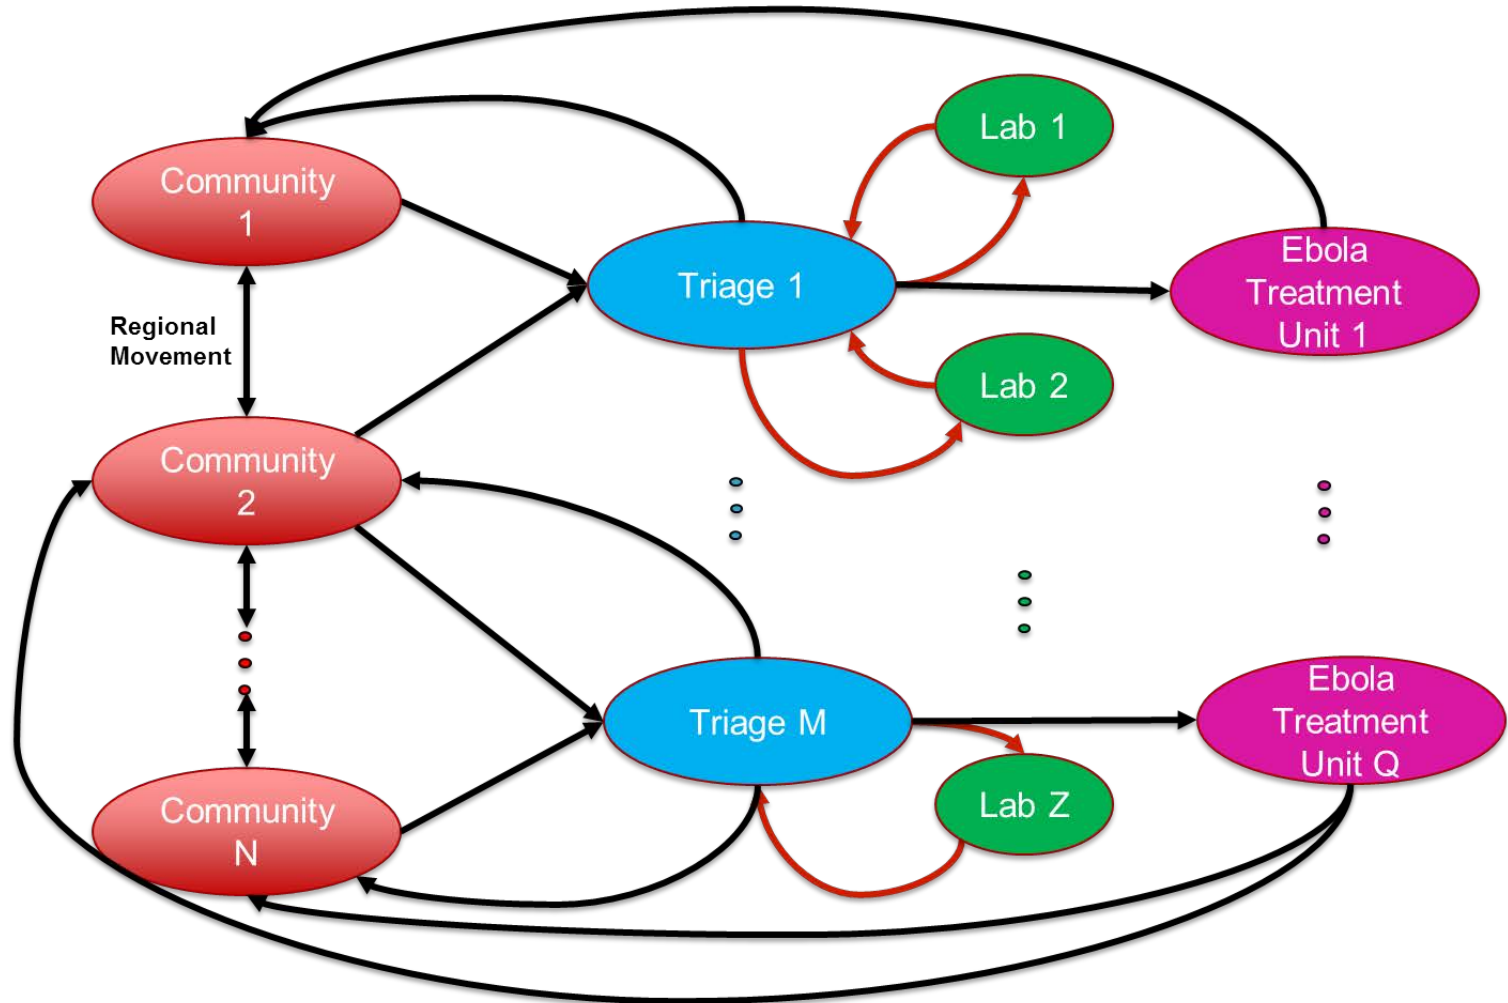 Community
1
Regional
Movement
Community
2
Community
N
Triage 1
Triage M
Lab 1
Lab 2
Lab Z
Ebola
Treatment
Unit 1
Ebola
Treatment
Unit Q